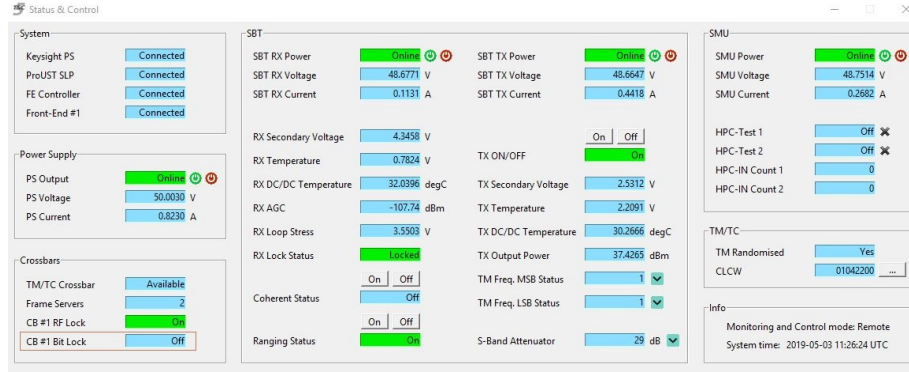 Status & Control
System
Keysight PS Connected
ProUST SLP Connected
FE Controller Connected
Front-End #1 Connected
Power Supply
PS Output Online
PS Voltage 50.0030 V
PS Current 0.8230 A
Crossbars
TM/TC Crossbar Available
Frame Servers 2
CB #1 RF Lock On
CB #1 Bit Lock Off
SBT
SBT RX Power Online
SBT RX Voltage 48.6771 V
SBT RX Current 0.1131 A
RX Secondary Voltage 4.3458 V
RX Temperature 0.7824 V
RX DC/DC Temperature 32.0396 degC
RX AGC -107.74 dBm
RX Loop Stress 3.5503 V
RX Lock Status Locked
On Off
Coherent Status Off
On Off
Ranging Status On
SBT TX Power Online
SBT TX Voltage 48.6647 V
SBT TX Current 0.4418 A
On Off
TX ON/OFF On
TX Secondary Voltage 2.5312 V
TX Temperature 2.2091 V
TX DC/DC Temperature 30.2666 degC
TX Output Power 37.4265 dBm
TM Freq. MSB Status 1
TM Freq. LSB Status 1
S-Band Attenuator 29 dB
SMU
SMU Power Online
SMU Voltage 48.7514 V
SMU Current 0.2682 A
HPC-Test 1 Off
HPC-Test 2 Off
HPC-IN Count 1 0
HPC-IN Count 2 0
TM/TC
TM Randomised Yes
CLCW 01042200 ...
Info
Monitoring and Control mode: Remote
System time: 2019-05-03 11:26:24 UTC